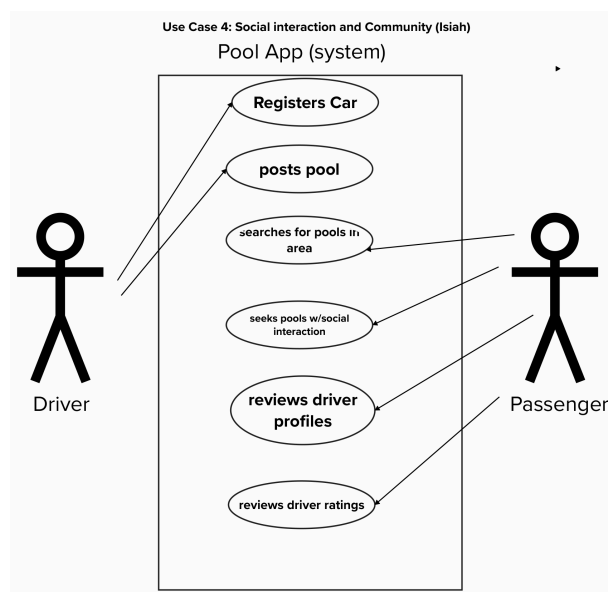 Use Case 4: Social interaction and Community (Isiah)
Pool App (system)
Registers Car
posts pool
searches for pools in
area
seeks pools w/social
interaction
reviews driver
profiles
reviews driver ratings
Driver
Passenger